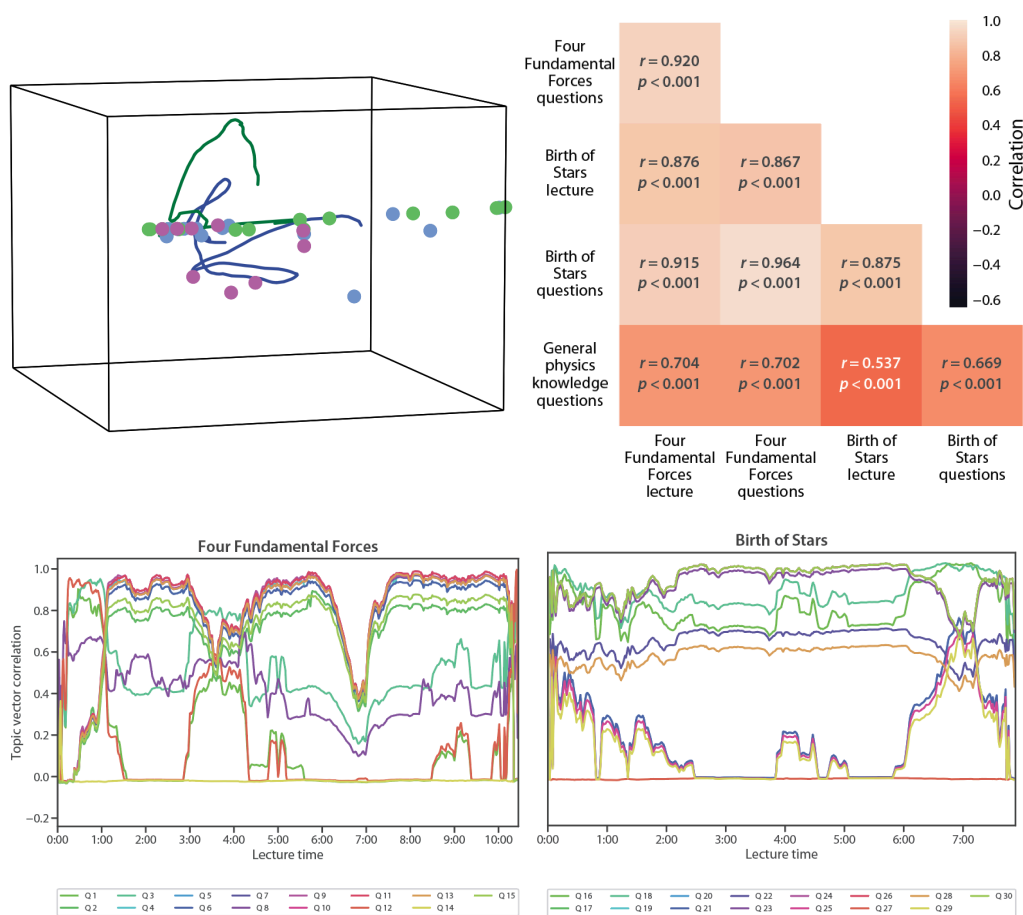 Four
Fundamental
Forces
questions
r = 0.920
p < 0.001
Birth of
Stars
lecture
r = 0.876
p < 0.001
r = 0.867
p < 0.001
Birth of
Stars
questions
r = 0.915
p < 0.001
r = 0.964
p < 0.001
r = 0.875
p < 0.001
General
physics
knowledge
questions
r = 0.704
p < 0.001
r = 0.702
p < 0.001
r = 0.537
p < 0.001
r = 0.669
p < 0.001
Four
Fundamental
Forces
lecture
Four
Fundamental
Forces
questions
Birth of
Stars
lecture
Birth of
Stars
questions
1.0
0.8
0.6
0.4
0.2
0.0
−0.2
−0.4
−0.6
Correlation
Four Fundamental Forces
Topic vector correlation
1.0
0.8
0.6
0.4
0.2
0.0
−0.2
0:00 1:00 2:00 3:00 4:00 5:00 6:00 7:00 8:00 9:00 10:00
Lecture time
Q 1 Q 3 Q 5 Q 7 Q 9 Q 11 Q 13 Q 15
Q 2 Q 4 Q 6 Q 8 Q 10 Q 12 Q 14
Birth of Stars
0:00 1:00 2:00 3:00 4:00 5:00 6:00 7:00
Lecture time
Q 16 Q 18 Q 20 Q 22 Q 24 Q 26 Q 28 Q 30
Q 17 Q 19 Q 21 Q 23 Q 25 Q 27 Q 29